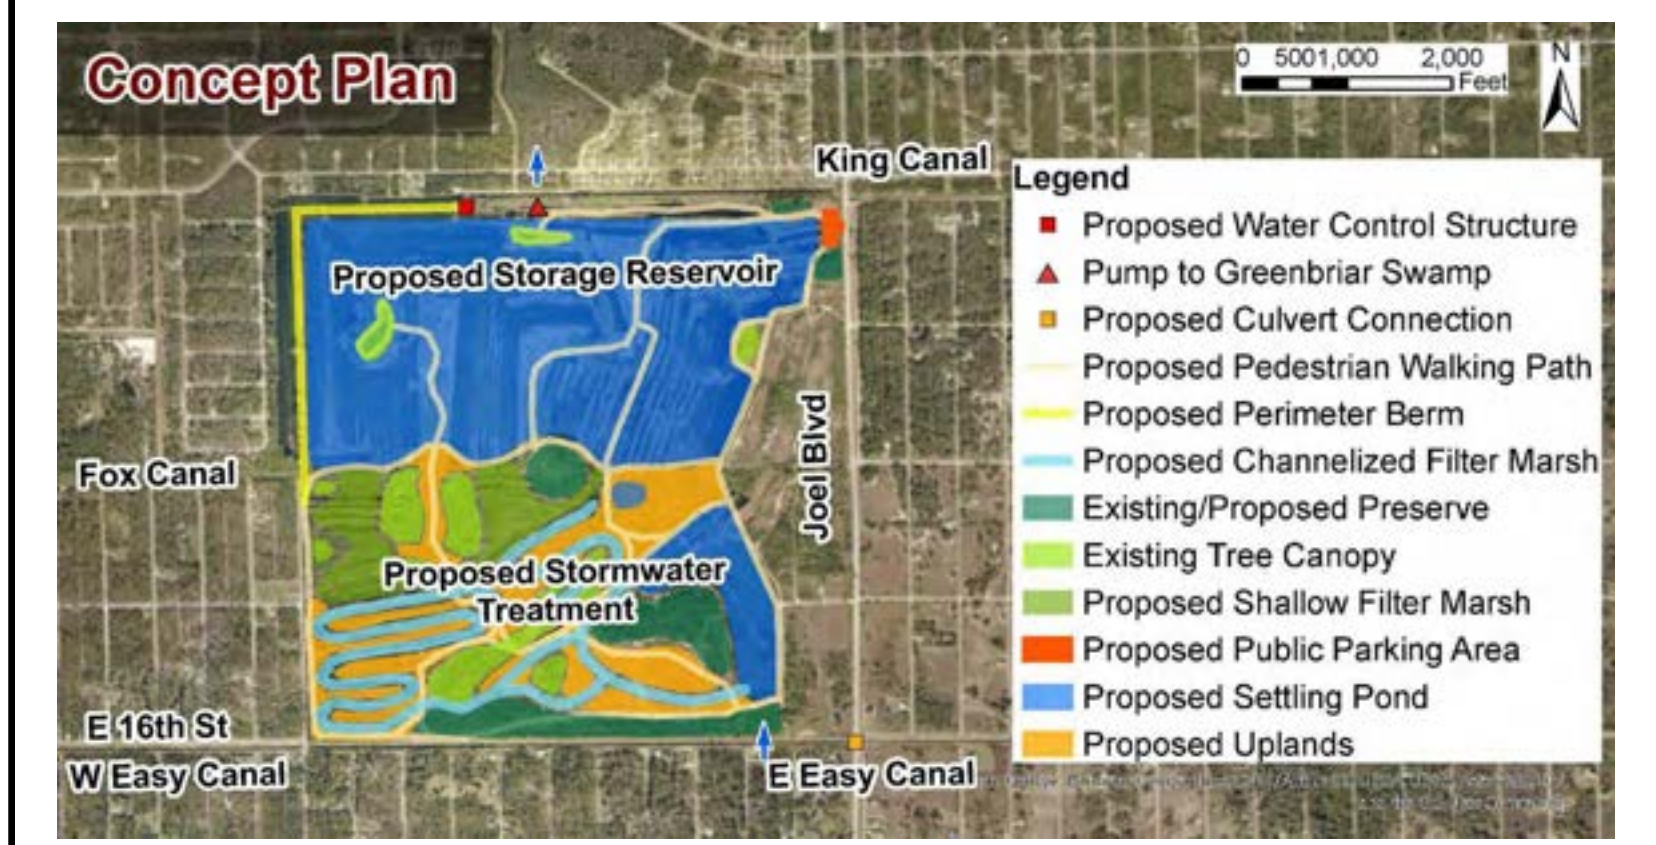 Concept Plan
0 5001,000 2,000
Feet
N
King Canal
Legend
Proposed Water Control Structure
Pump to Greenbriar Swamp
Proposed Culvert Connection
Proposed Pedestrian Walking Path
Proposed Perimeter Berm
Proposed Channelized Filter Marsh
Existing/Proposed Preserve
Existing Tree Canopy
Proposed Shallow Filter Marsh
Proposed Public Parking Area
Proposed Settling Pond
Proposed Uplands
Proposed Storage Reservoir
Joel Blvd
Fox Canal
Proposed Stormwater
Treatment
E 16th St
W Easy Canal
E Easy Canal